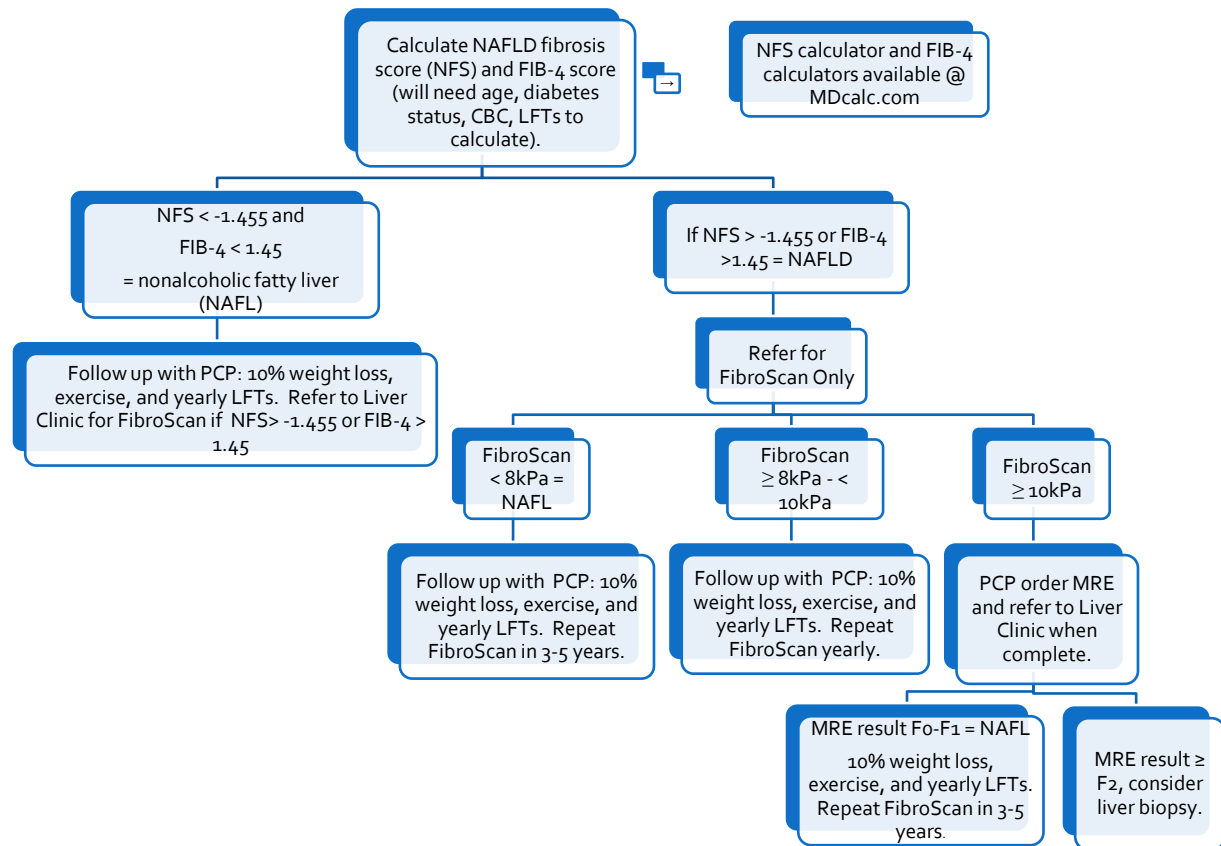 Calculate NAFLD fibrosis
score (NFS) and FIB-4 score
(will need age, diabetes
status, CBC, LFTs to
calculate).
→
NFS calculator and FIB-4
calculators available @
MDcalc.com
NFS < -1.455 and
FIB-4 < 1.45
= nonalcoholic fatty liver
(NAFL)
If NFS > -1.455 or FIB-4
>1.45 = NAFLD
Follow up with PCP: 10% weight loss,
exercise, and yearly LFTs. Refer to Liver
Clinic for FibroScan if NFS> -1.455 or FIB-4 >
1.45
Refer for
FibroScan Only
FibroScan
< 8kPa =
NAFL
FibroScan
≥ 8kPa - <
10kPa
FibroScan
≥ 10kPa
Follow up with PCP: 10%
weight loss, exercise, and
yearly LFTs. Repeat
FibroScan in 3-5 years.
Follow up with PCP: 10%
weight loss, exercise, and
yearly LFTs. Repeat
FibroScan yearly.
PCP order MRE
and refer to Liver
Clinic when
complete.
MRE result F0-F1 = NAFL
10% weight loss,
exercise, and yearly LFTs.
Repeat FibroScan in 3-5
years.
MRE result ≥
F2, consider
liver biopsy.